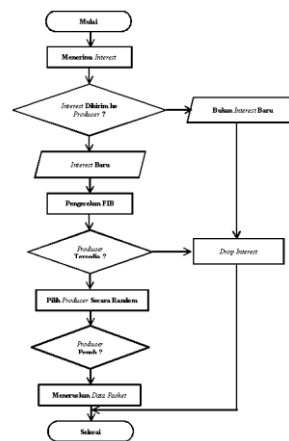 Mulai
Menerima Interest
Interest Dikirim ke
Producer ?
Bukan Interest Baru
Interest Baru
Pengecekan FIB
Producer
Tersedia ?
Drop Interest
Pilih Producer Secara Random
Producer
Penuh ?
Meneruskan Data Packet
Selesai